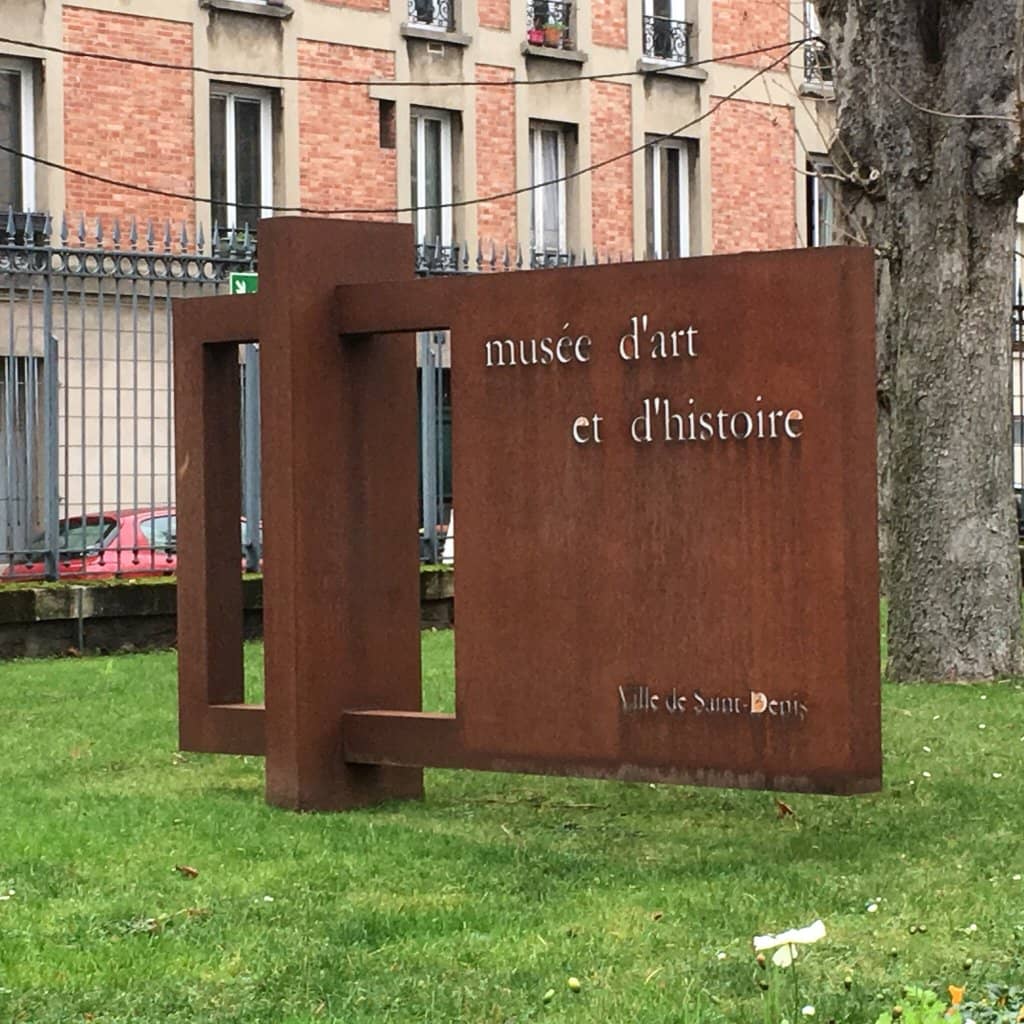 musée d'art
et d'histoire
Ville de Saint-Denis